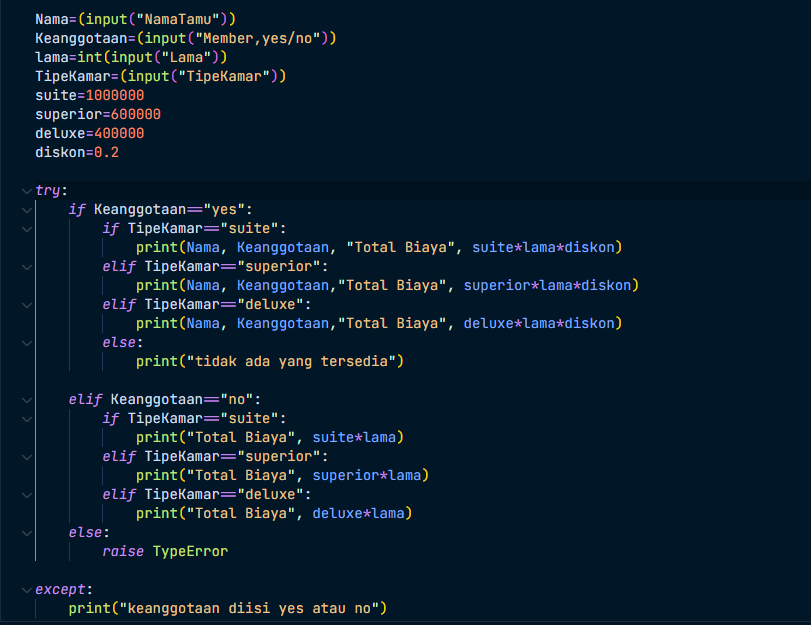 Nama=(input("NamaTamu"))
Keanggotaan=(input("Member,yes/no"))
lama=int(input("Lama"))
TipeKamar=(input("TipeKamar"))
suite=1000000
superior=600000
deluxe=400000
diskon=0.2
try:
if Keanggotaan=="yes":
if TipeKamar=="suite":
print(Nama, Keanggotaan, "Total Biaya", suite*lama*diskon)
elif TipeKamar=="superior":
print(Nama, Keanggotaan,"Total Biaya", superior*lama*diskon)
elif TipeKamar=="deluxe":
print(Nama, Keanggotaan,"Total Biaya", deluxe*lama*diskon)
else:
print("tidak ada yang tersedia")
elif Keanggotaan=="no":
if TipeKamar=="suite":
print("Total Biaya", suite*lama)
elif TipeKamar=="superior":
print("Total Biaya", superior*lama)
elif TipeKamar=="deluxe":
print("Total Biaya", deluxe*lama)
else:
raise TypeError
except:
print("keanggotaan diisi yes atau no")